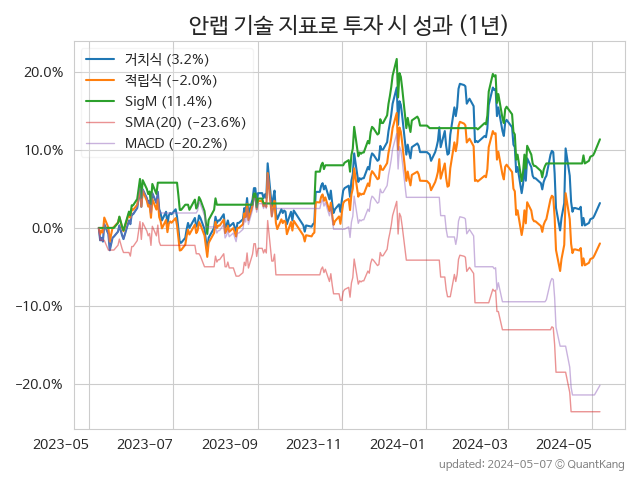 안랩 기술 지표로 투자 시 성과 (1년)
거치식 (3.2%)
적립식 (−2.0%)
SigM (11.4%)
SMA(20) (−23.6%)
MACD (−20.2%)
20.0%
10.0%
0.0%
−10.0%
−20.0%
2023-05 2023-07 2023-09 2023-11 2024-01 2024-03 2024-05
updated: 2024-05-07 © QuantKang